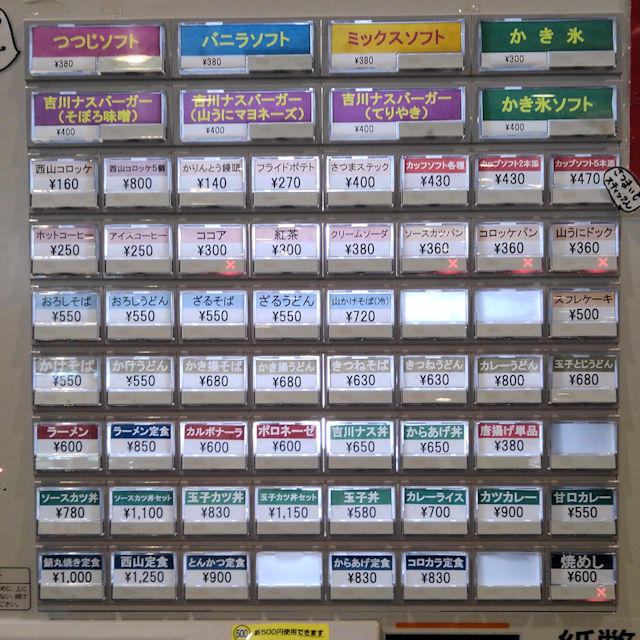 つつじソフト
¥380
バニラソフト
¥380
ミックスソフト
¥380
かき氷
¥300
吉川ナスバーガー
(そぼろ味噌)
¥400
吉川ナスバーガー
(山うにマヨネーズ)
¥400
吉川ナスバーガー
(てりやき)
¥400
かき氷ソフト
¥400
西山コロッケ
¥160
西山コロッケ5個
¥800
かりんとう饅頭
¥140
フライドポテト
¥270
さつまスティック
¥400
カップソフト各種
¥430
カップソフト2本添
¥430
カップソフト5本添
¥470
ホットコーヒー
¥250
アイスコーヒー
¥250
ココア
¥300
紅茶
¥300
クリームソーダ
¥380
ソースカツパン
¥360
コロッケパン
¥360
山うにドック
¥360
おろしそば
¥550
おろしうどん
¥550
ざるそば
¥550
ざるうどん
¥550
山かけそば(冷)
¥720
スフレケーキ
¥500
かけそば
¥550
かけうどん
¥550
かき揚そば
¥680
かき揚うどん
¥680
きつねそば
¥630
きつねうどん
¥630
カレーうどん
¥800
玉子とじうどん
¥680
ラーメン
¥600
ラーメン定食
¥850
カルボナーラ
¥600
ボロネーゼ
¥600
吉川ナス丼
¥650
からあげ丼
¥650
唐揚げ単品
¥380
ソースカツ丼
¥780
ソースカツ丼セット
¥1,100
玉子カツ丼
¥830
玉子カツ丼セット
¥1,150
玉子丼
¥580
カレーライス
¥700
カツカレー
¥900
甘口カレー
¥550
鯖丸焼き定食
¥1,000
西山定食
¥1,250
とんかつ定食
¥900
からあげ定食
¥830
コロカラ定食
¥830
焼めし
¥600
500
新500円使用できます